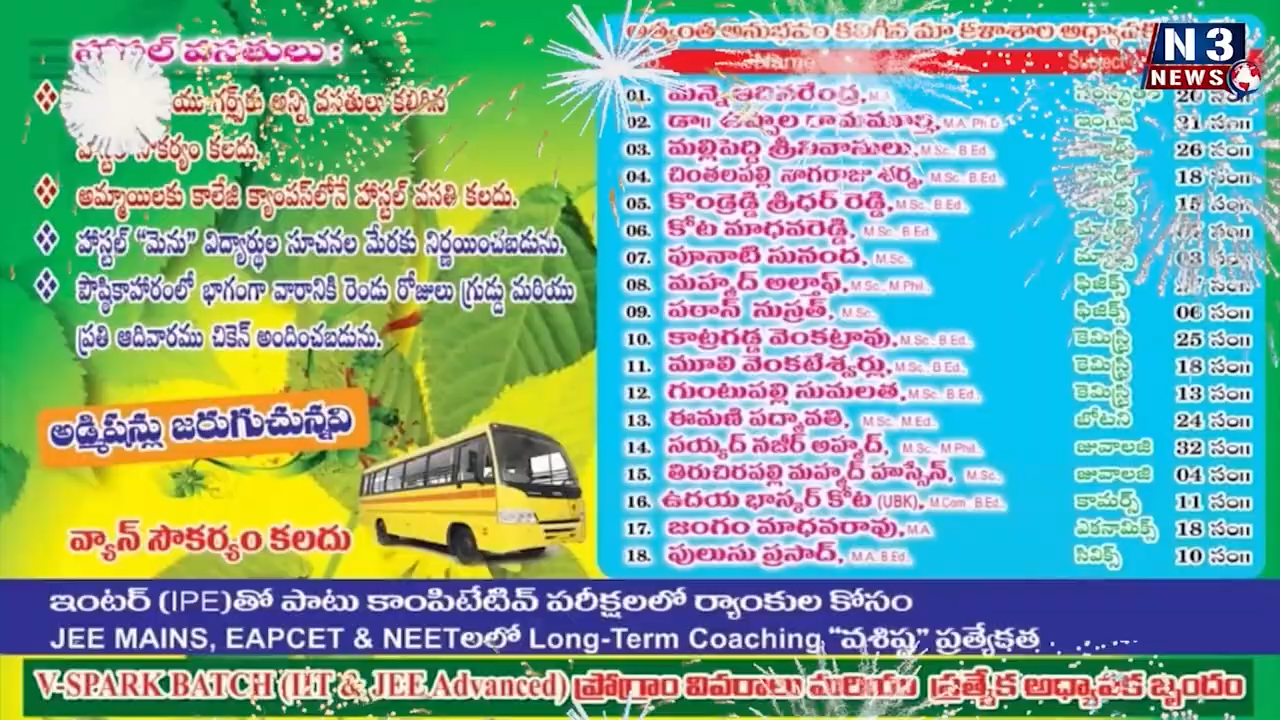 హాస్టల్ వసతులు :
అన్ని వసతులు కలిగిన
హాస్టల్ సౌకర్యం కలదు.
అమ్మాయిలకు కాలేజి క్యాంపస్‌లోనే హాస్టల్ వసతి కలదు.
హాస్టల్ “మెను” విద్యార్థుల సూచనల మేరకు నిర్ణయించబడును.
పౌష్ఠికాహారంలో భాగంగా వారానికి రెండు రోజులు గ్రుడ్డు మరియు
ప్రతి ఆదివారము చికెన్ అందించబడును.
అడ్మిషన్లు జరుగుచున్నవి
వ్యాన్ సౌకర్యం కలదు
అత్యంత అనుభవం కలిగిన మా కళాశాల అధ్యాపక
N3
NEWS
Name Subject
01. మన్నె ఇదినరేంద్ర, M.A. సంస్కృతం 20 సం॥
02. డా॥ ఉప్పల రామమూర్తి, M.A. Ph.D ఇంగ్లీష్ 21 సం॥
03. మల్లిపెద్ది శ్రీనివాసులు, M.Sc., B.Ed. 26 సం॥
04. చింతలపల్లి నాగరాజు శర్మ, M.Sc., B.Ed. 18 సం॥
05. కొండ్రెడ్డి శ్రీధర్ రెడ్డి, M.Sc., B.Ed. 15 సం॥
06. కోట మాధవరెడ్డి, M.Sc., B.Ed. సం॥
07. పూనాటి సునంద, M.Sc. 03 సం॥
08. మహ్మద్ అల్తాఫ్, M.Sc., M.Phil., ఫిజిక్స్ సం॥
09. పఠాన్ నుస్రత్, M.Sc. ఫిజిక్స్ 06 సం॥
10. కాట్రగడ్డ వెంకట్రావు, M.Sc., B.Ed., కెమిస్ట్రీ 25 సం॥
11. మూలి వెంకటేశ్వర్లు, M.Sc., B.Ed., కెమిస్ట్రీ 18 సం॥
12. గుంటుపల్లి సుమలత, M.Sc., B.Ed. కెమిస్ట్రీ 13 సం॥
13. ఈమణి పద్మావతి, M.Sc., M.Ed. బోటనీ 24 సం॥
14. సయ్యద్ నజీర్ అహ్మద్, M.Sc., M.Phil., జువాలజీ 32 సం॥
15. తిరుచిరపల్లి మహ్మద్ హుస్సేన్, M.Sc. జువాలజీ 04 సం॥
16. ఉదయ భాస్కర్ కోట (UBK), M.Com., B.Ed., కామర్స్ 11 సం॥
17. జంగం మాధవరావు, M.A. ఎకనామిక్స్ 18 సం॥
18. పులుసు ప్రసాద్, M.A. B.Ed. సివిక్స్ 10 సం॥
ఇంటర్ (IPE)తో పాటు కాంపిటేటివ్ పరీక్షలలో ర్యాంకుల కోసం
JEE MAINS, EAPCET & NEETలలో Long-Term Coaching “వశిష్ట” ప్రత్యేకత
V-SPARK BATCH (IIT & JEE Advanced) ప్రోగ్రాం వివరాలు మరియు ప్రత్యేక అధ్యాపక బృందం